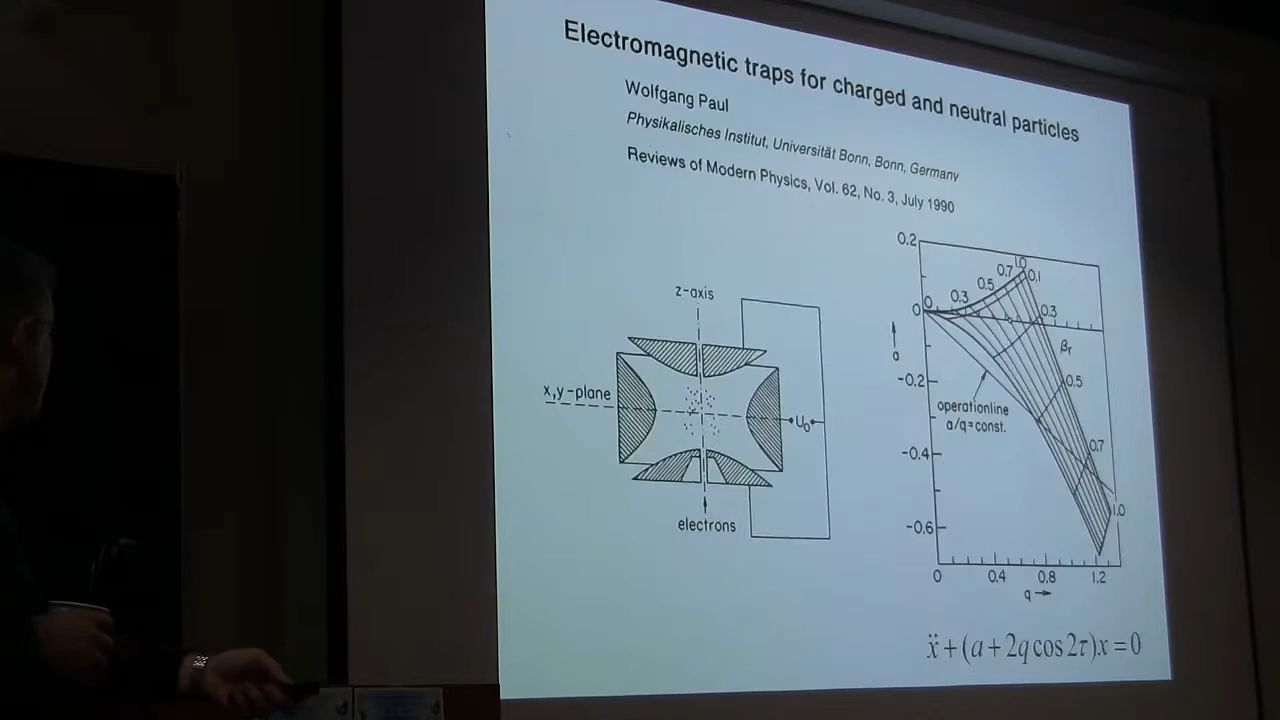 Electromagnetic traps for charged and neutral particles
Wolfgang Paul
Physikalisches Institut, Universität Bonn, Bonn, Germany
Reviews of Modern Physics, Vol. 62, No. 3, July 1990
z-axis
x,y-plane
U₀
electrons
0.2
0
-0.2
-0.4
-0.6
a
0
0.3
0.5
0.7
1.0
0.1
0.3
βr
0.5
0.7
1.0
operationline
a/q=const.
0
0.4
0.8
1.2
q →
ẍ+(a+2q cos2τ)x=0